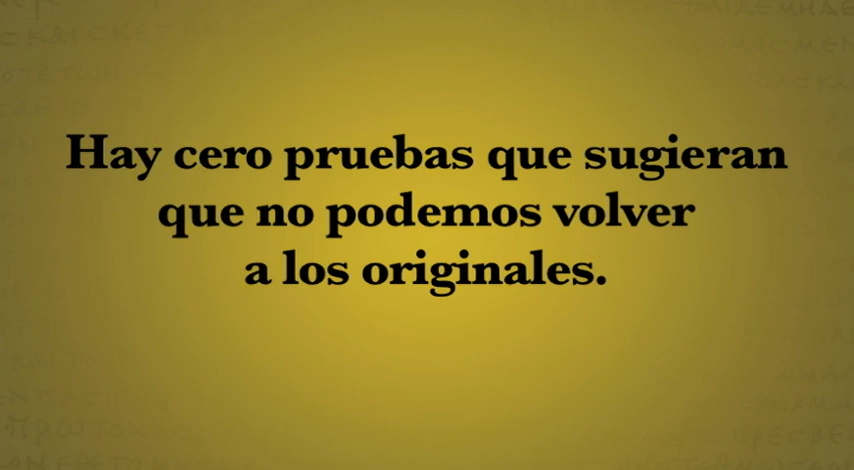 Hay cero pruebas que sugieran
que no podemos volver
a los originales.